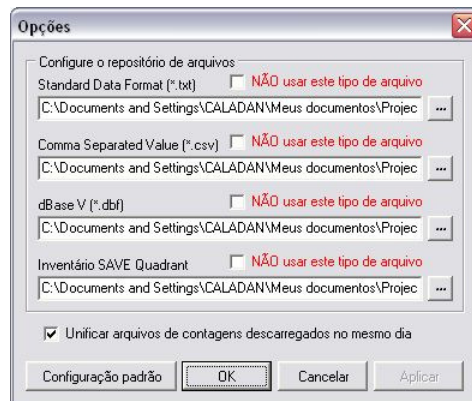 Opções
Configure o repositório de arquivos
Standard Data Format (*.txt) NÃO usar este tipo de arquivo
C:\Documents and Settings\CALADAN\Meus documentos\Projec ...
Comma Separated Value (*.csv) NÃO usar este tipo de arquivo
C:\Documents and Settings\CALADAN\Meus documentos\Projec ...
dBase V (*.dbf) NÃO usar este tipo de arquivo
C:\Documents and Settings\CALADAN\Meus documentos\Projec ...
Inventário SAVE Quadrant NÃO usar este tipo de arquivo
C:\Documents and Settings\CALADAN\Meus documentos\Projec ...
Unificar arquivos de contagens descarregados no mesmo dia
Configuração padrão OK Cancelar Aplicar